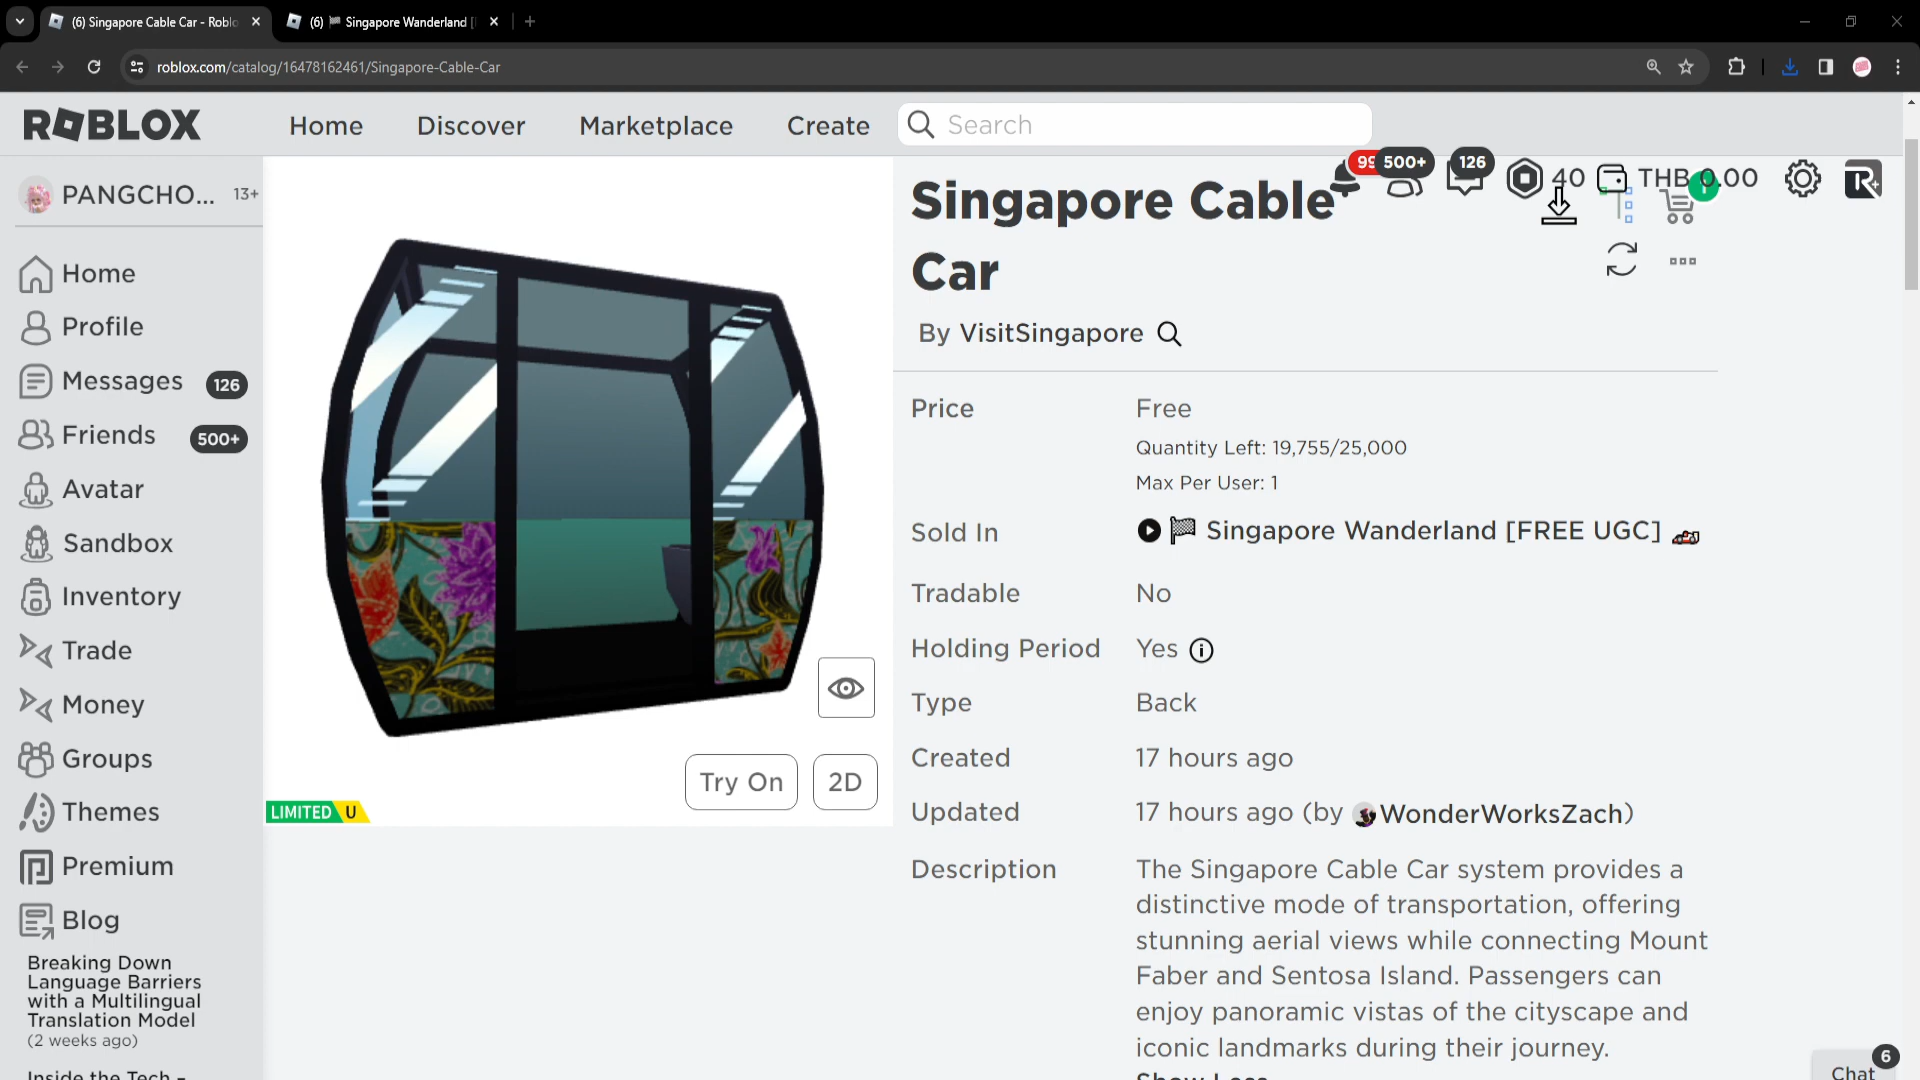 (6) Singapore Cable Car - Roblo
(6) Singapore Wanderland [
roblox.com/catalog/16478162461/Singapore-Cable-Car
ROBLOX
Home
Discover
Marketplace
Create
Search
99
500+
126
40
THB 0.00
1
PANGCHO...
13+
Home
Profile
Messages
126
Friends
500+
Avatar
Sandbox
Inventory
Trade
Money
Groups
Themes
Premium
Blog
Breaking Down
Language Barriers
with a Multilingual
Translation Model
(2 weeks ago)
Inside the Tech -
Try On
2D
LIMITED U
Singapore Cable
Car
By VisitSingapore
Price
Free
Quantity Left: 19,755/25,000
Max Per User: 1
Sold In
Singapore Wanderland [FREE UGC]
Tradable
No
Holding Period
Yes
Type
Back
Created
17 hours ago
Updated
17 hours ago (by WonderWorksZach)
Description
The Singapore Cable Car system provides a
distinctive mode of transportation, offering
stunning aerial views while connecting Mount
Faber and Sentosa Island. Passengers can
enjoy panoramic vistas of the cityscape and
iconic landmarks during their journey.
Show Less
Chat
6